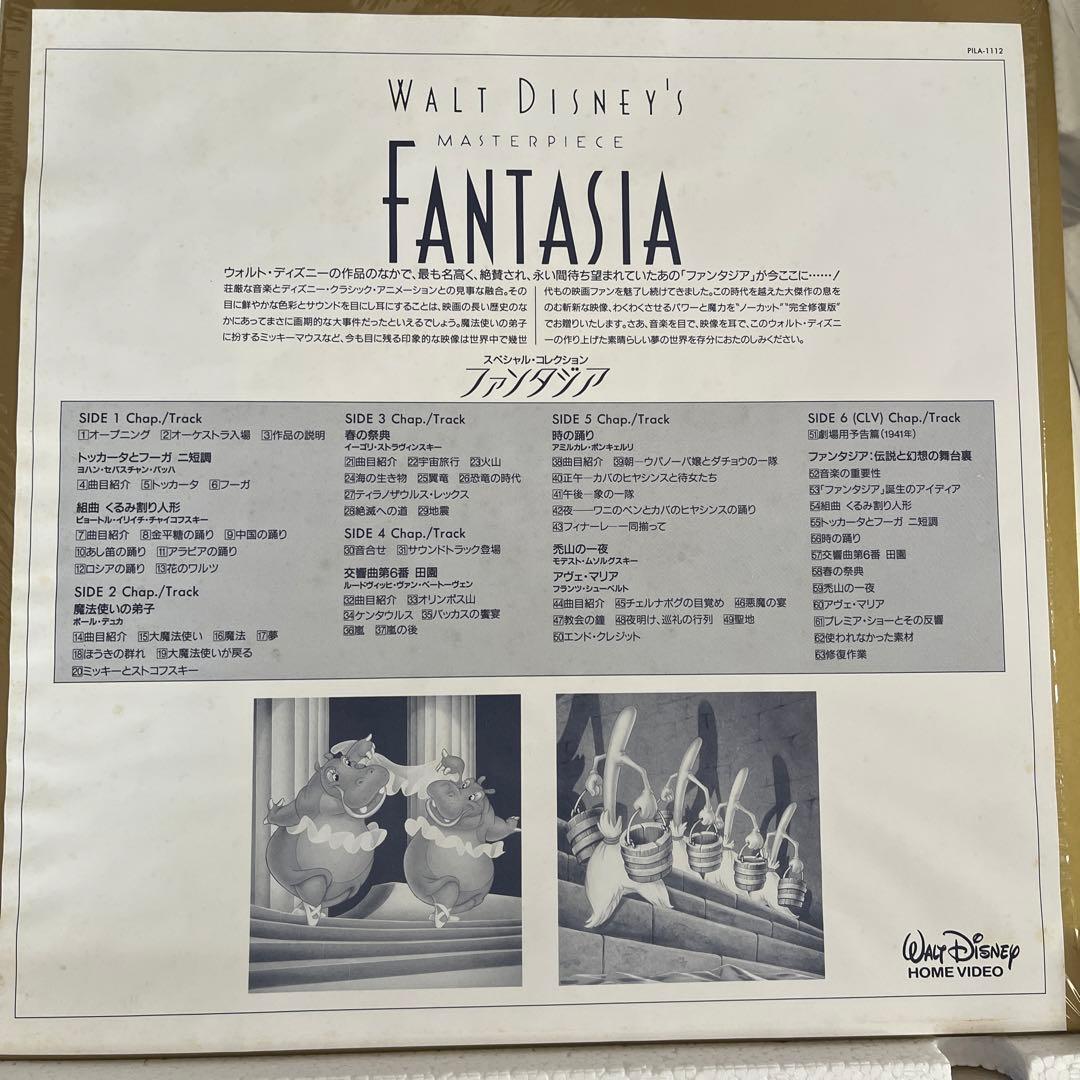 PILA-1112
WALT DISNEY'S
MASTERPIECE
FANTASIA
ウォルト・ディズニーの作品のなかで、最も名高く、絶賛され、永い間待ち望まれていたあの「ファンタジア」が今ここに……!
荘厳な音楽とディズニー・クラシック・アニメーションとの見事な融合。その
目に鮮やかな色彩とサウンドを目にし耳にすることは、映画の長い歴史のな
かにあってまさに画期的な大事件だったといえるでしょう。魔法使いの弟子
に扮するミッキーマウスなど、今も目に残る印象的な映像は世界中で幾世
代もの映画ファンを魅了し続けてきました。この時代を越えた大傑作の息を
のむ斬新な映像、わくわくさせるパワーと魔力を“ノーカット”“完全修復版”
でお贈りいたします。さあ、音楽を目で、映像を耳で、このウォルト・ディズニ
ーの作り上げた素晴らしい夢の世界を存分におたのしみください。
スペシャル・コレクション
ファンタジア
SIDE 1 Chap./Track
1オープニング 2オーケストラ入場 3作品の説明
トッカータとフーガ 二短調
ヨハン・セバスチャン・バッハ
4曲目紹介 5トッカータ 6フーガ
組曲 くるみ割り人形
ピョートル・イリイチ・チャイコフスキー
7曲目紹介 8金平糖の踊り 9中国の踊り
10あし笛の踊り 11アラビアの踊り
12ロシアの踊り 13花のワルツ
SIDE 2 Chap./Track
魔法使いの弟子
ポール・デュカ
14曲目紹介 15大魔法使い 16魔法 17夢
18ほうきの群れ 19大魔法使いが戻る
20ミッキーとストコフスキー
SIDE 3 Chap./Track
春の祭典
イーゴリ・ストラヴィンスキー
21曲目紹介 22宇宙旅行 23火山
24海の生き物 25翼竜 26恐竜の時代
27ティラノザウルス・レックス
28絶滅への道 29地震
SIDE 4 Chap./Track
30音合せ 31サウンドトラック登場
交響曲第6番 田園
ルードヴィッヒ・ヴァン・ベートーヴェン
32曲目紹介 33オリンポス山
34ケンタウルス 35バッカスの饗宴
36嵐 37嵐の後
SIDE 5 Chap./Track
時の踊り
アミルカレ・ポンキェルリ
38曲目紹介 39朝―ウパノーバ嬢とダチョウの一隊
40正午―カバのヒヤシンスと待女たち
41午後―象の一隊
42夜――ワニのベンとカバのヒヤシンスの踊り
43フィナーレ―一同揃って
禿山の一夜
モデスト・ムソルグスキー
アヴェ・マリア
フランツ・シューベルト
44曲目紹介 45チェルナボグの目覚め 46悪魔の宴
47教会の鐘 48夜明け、巡礼の行列 49聖地
50エンド・クレジット
SIDE 6 (CLV) Chap./Track
51劇場用予告篇(1941年)
ファンタジア:伝説と幻想の舞台裏
52音楽の重要性
53「ファンタジア」誕生のアイディア
54組曲 くるみ割り人形
55トッカータとフーガ 二短調
56時の踊り
57交響曲第6番 田園
58春の祭典
59禿山の一夜
60アヴェ・マリア
61プレミア・ショーとその反響
62使われなかった素材
63修復作業
WALT DISNEY
HOME VIDEO